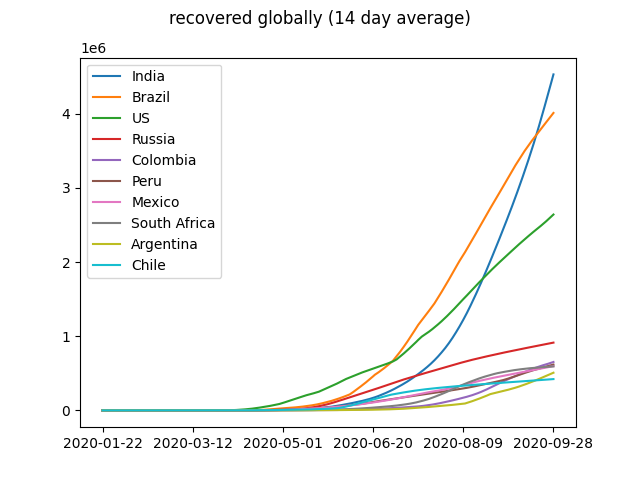 recovered globally (14 day average)
1e6
India
Brazil
US
Russia
Colombia
Peru
Mexico
South Africa
Argentina
Chile
4
3
2
1
0
2020-01-22 2020-03-12 2020-05-01 2020-06-20 2020-08-09 2020-09-28